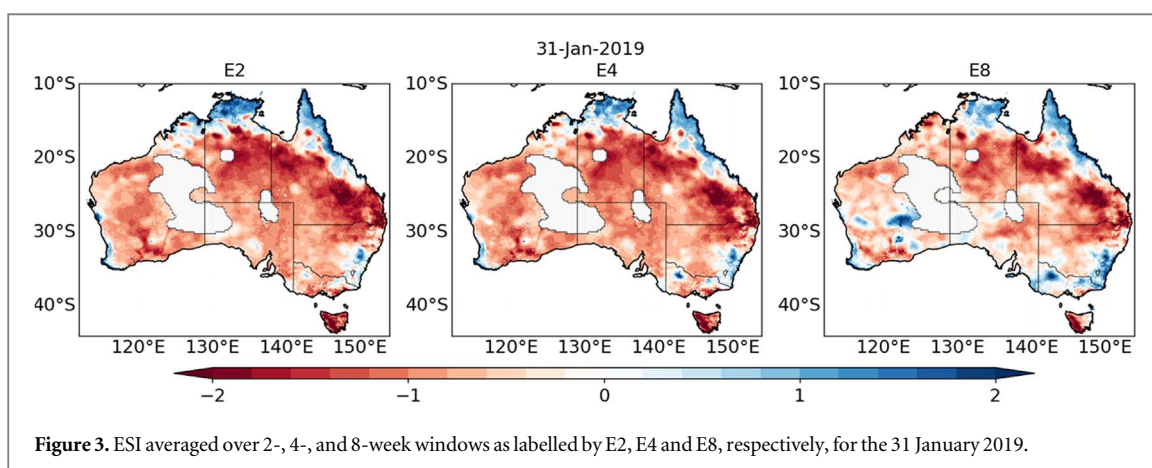 31-Jan-2019
E2 E4 E8
10°S 10°S 10°S
20°S 20°S 20°S
30°S 30°S 30°S
40°S 40°S 40°S
120°E 130°E 140°E 150°E 120°E 130°E 140°E 150°E 120°E 130°E 140°E 150°E
−2 −1 0 1 2
Figure 3. ESI averaged over 2-, 4-, and 8-week windows as labelled by E2, E4 and E8, respectively, for the 31 January 2019.